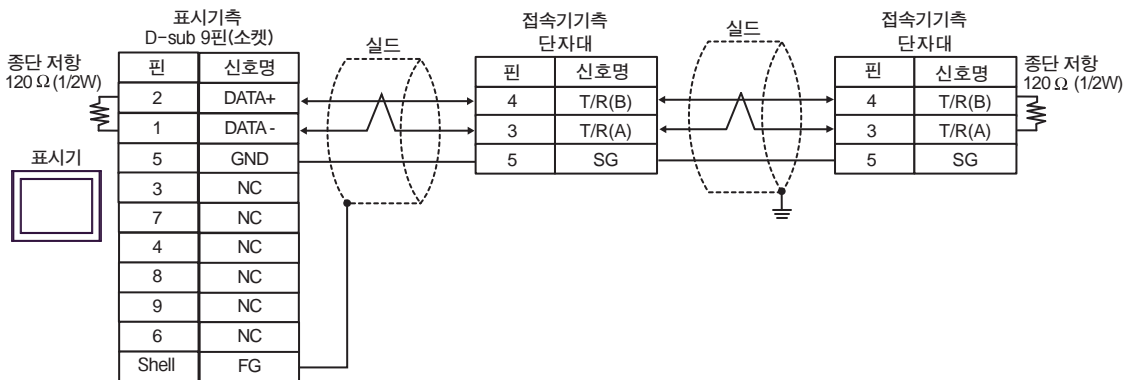 표시기측
D-sub 9핀(소켓)
종단 저항
120 Ω (1/2W)
핀 신호명
2 DATA+
1 DATA-
5 GND
3 NC
7 NC
4 NC
8 NC
9 NC
6 NC
Shell FG
표시기
실드
접속기기측
단자대
핀 신호명
4 T/R(B)
3 T/R(A)
5 SG
실드
접속기기측
단자대
핀 신호명
4 T/R(B)
3 T/R(A)
5 SG
종단 저항
120 Ω (1/2W)